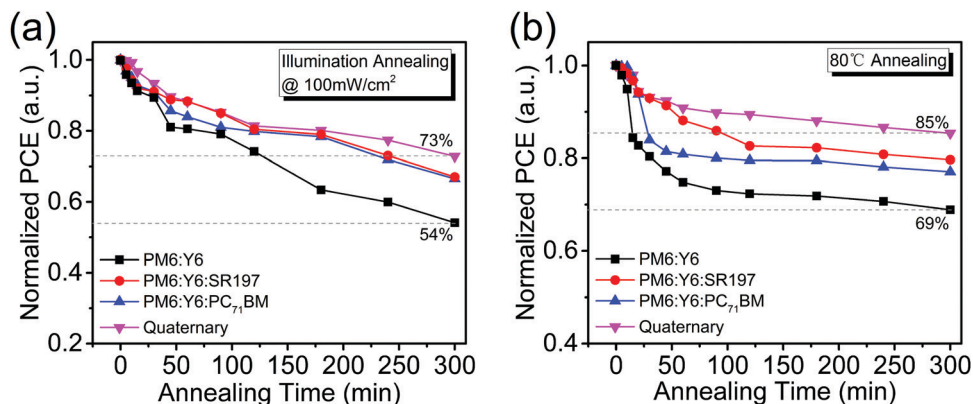 (a)
Normalized PCE (a.u.)
1.0
0.8
0.6
0.4
0.2
Illumination Annealing
@ 100mW/cm²
73%
54%
PM6:Y6
PM6:Y6:SR197
PM6:Y6:PC₇₁BM
Quaternary
0 50 100 150 200 250 300
Annealing Time (min)
(b)
Normalized PCE (a.u.)
1.0
0.8
0.6
0.4
80℃ Annealing
85%
69%
PM6:Y6
PM6:Y6:SR197
PM6:Y6:PC₇₁BM
Quaternary
0 50 100 150 200 250 300
Annealing Time (min)